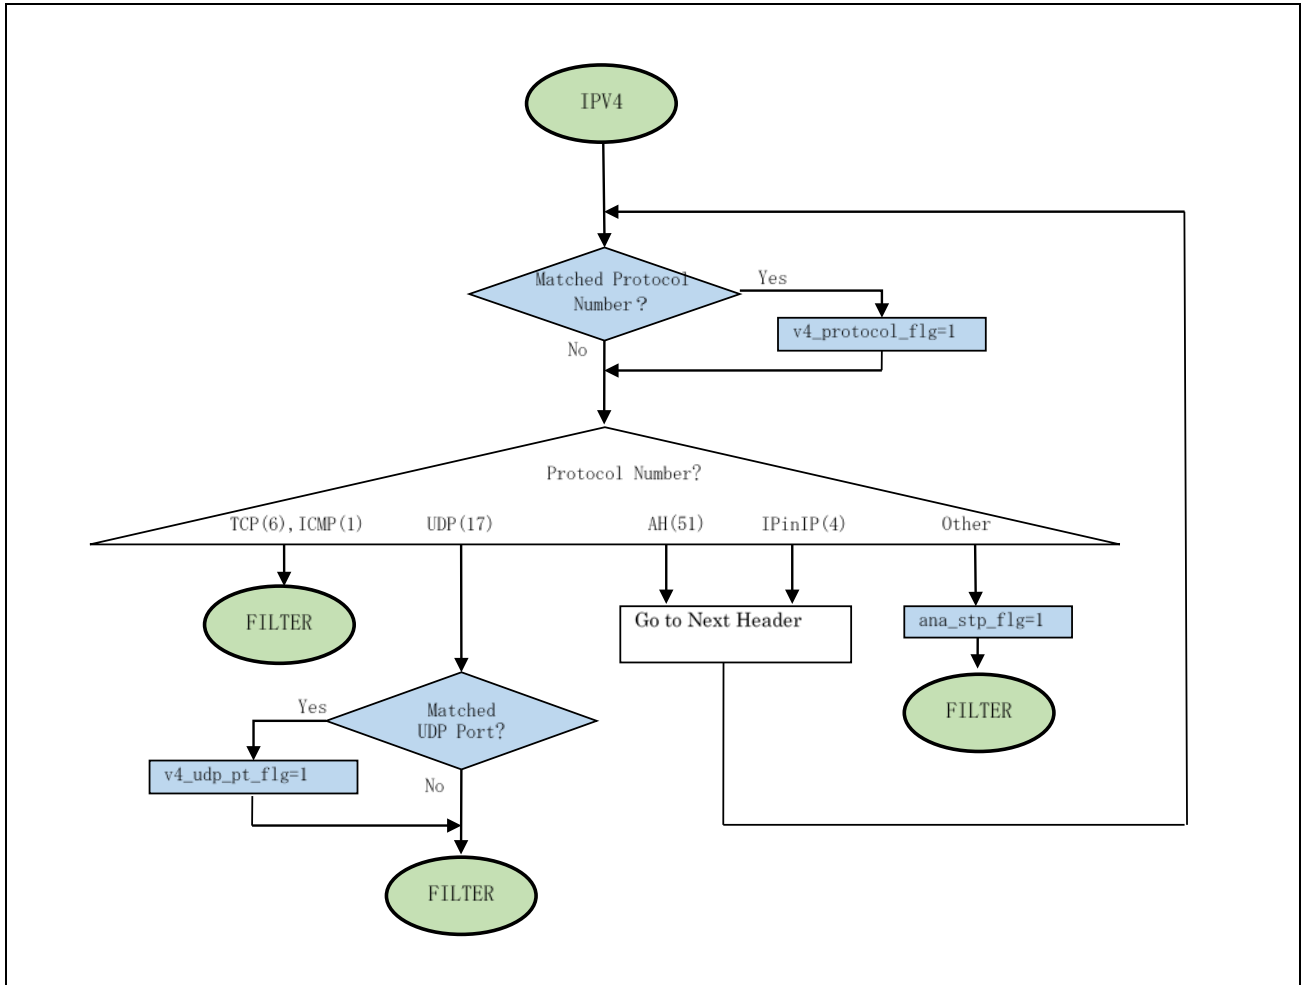 IPV4
Matched Protocol
Number？
Yes
v4_protocol_flg=1
No
Protocol Number?
TCP(6),ICMP(1)
UDP(17)
AH(51)
IPinIP(4)
Other
FILTER
Go to Next Header
ana_stp_flg=1
Yes
Matched
UDP Port?
FILTER
v4_udp_pt_flg=1
No
FILTER